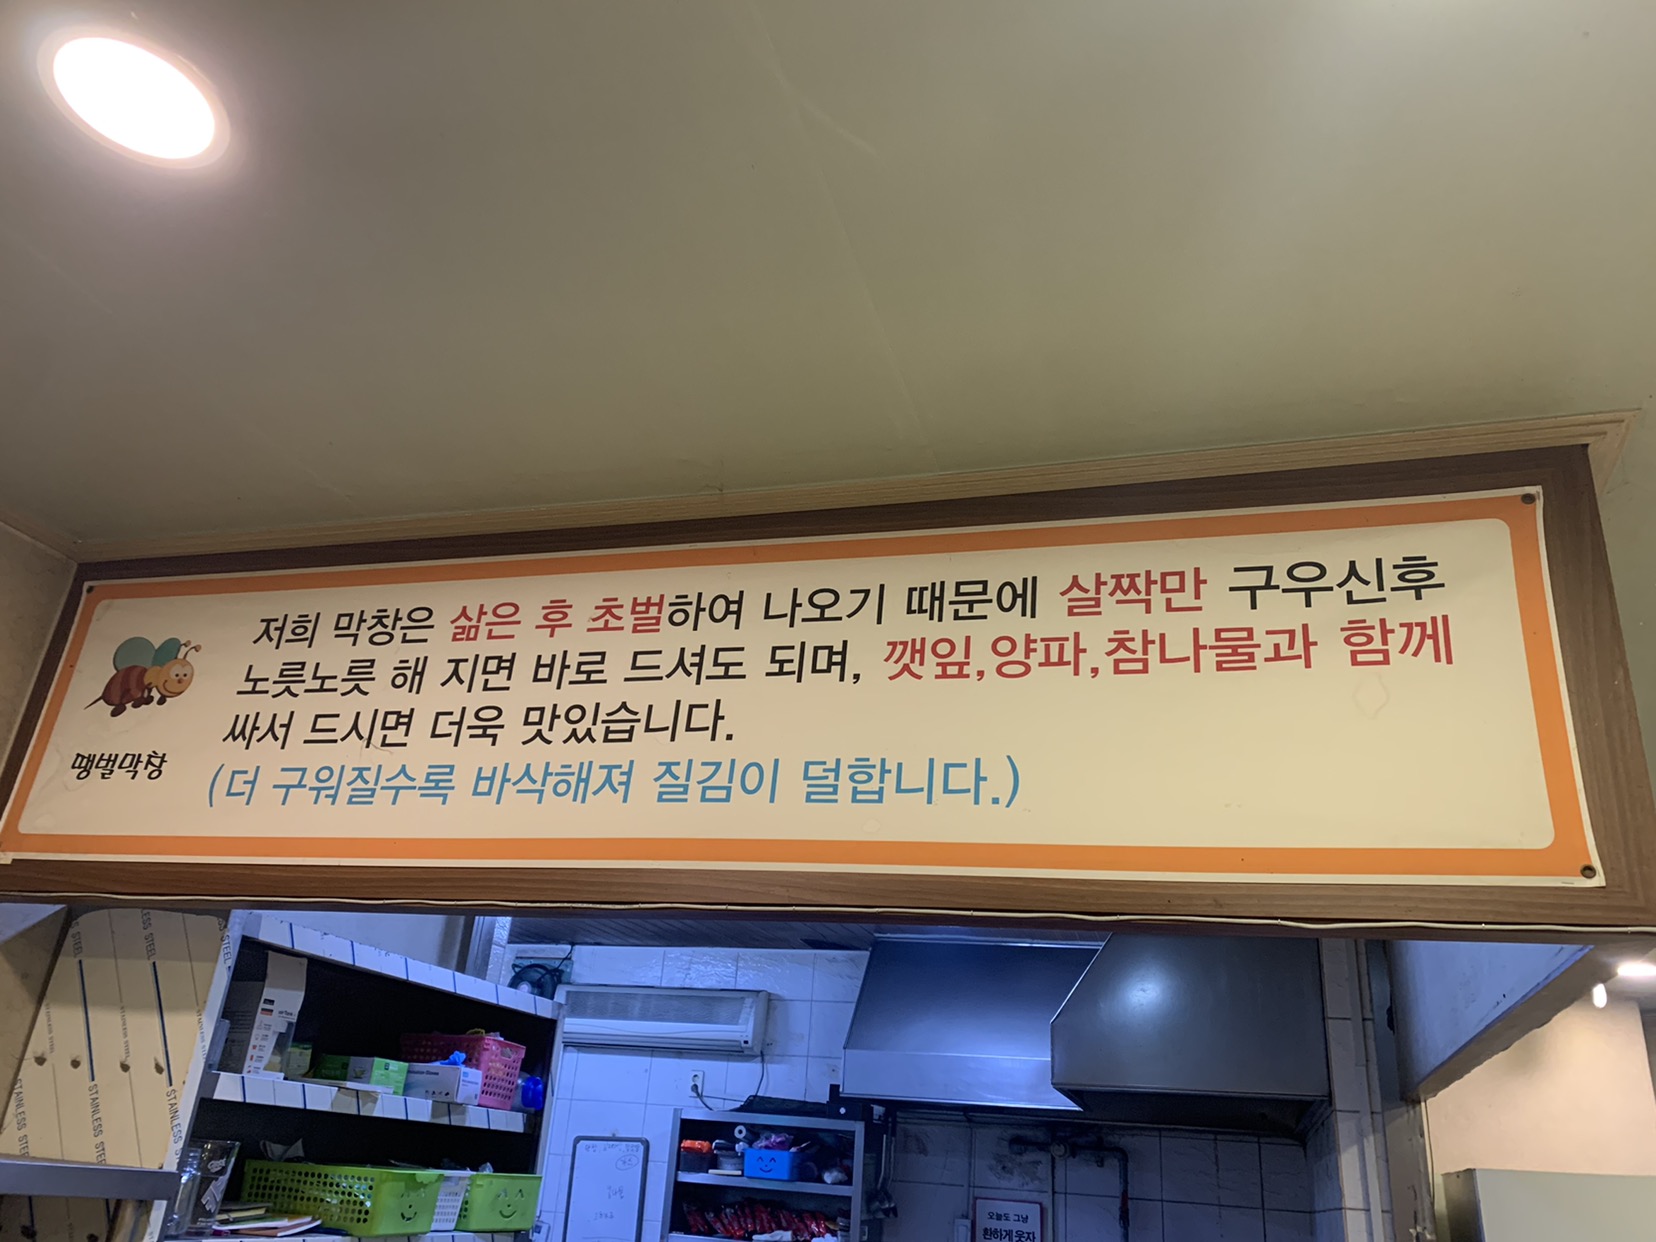 저희 막창은 삶은 후 초벌하여 나오기 때문에 살짝만 구우신후
노릇노릇 해 지면 바로 드셔도 되며, 깻잎,양파,참나물과 함께
싸서 드시면 더욱 맛있습니다.
(더 구워질수록 바삭해져 질김이 덜합니다.)
땡벌막창
STAINLESS STEEL
STAINLESS STEEL
STAINLESS STEE
오늘도 그냥
환하게 웃자